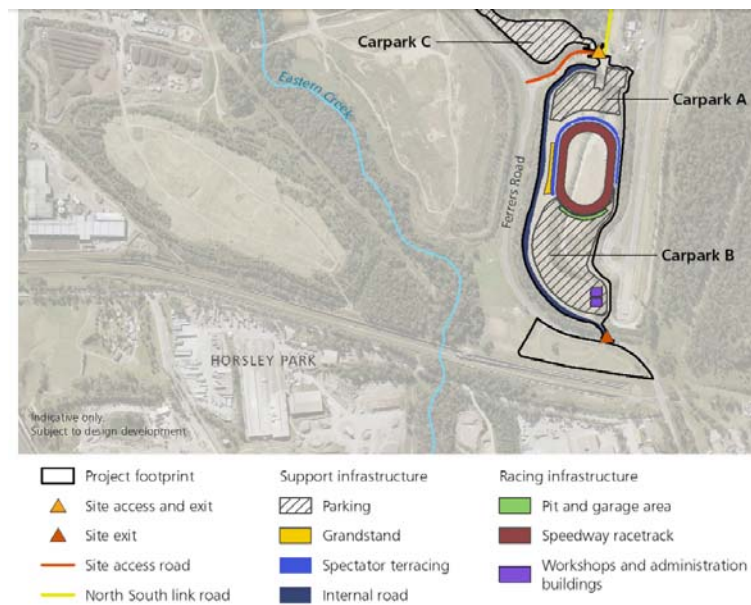 Carpark C
Carpark A
Eastern Creek
Ferrers Road
Carpark B
HORSLEY PARK
Indicative only.
Subject to design development
Project footprint
Site access and exit
Site exit
Site access road
North South link road
Support infrastructure
Parking
Grandstand
Spectator terracing
Internal road
Racing infrastructure
Pit and garage area
Speedway racetrack
Workshops and administration
buildings